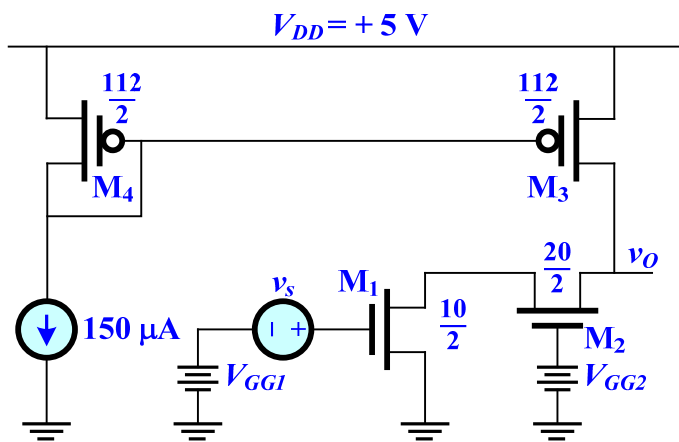 V_DD = + 5 V
112/2
112/2
M4
M3
v_O
20/2
v_s
M1
10/2
150 µA
− +
M2
V_GG1
V_GG2